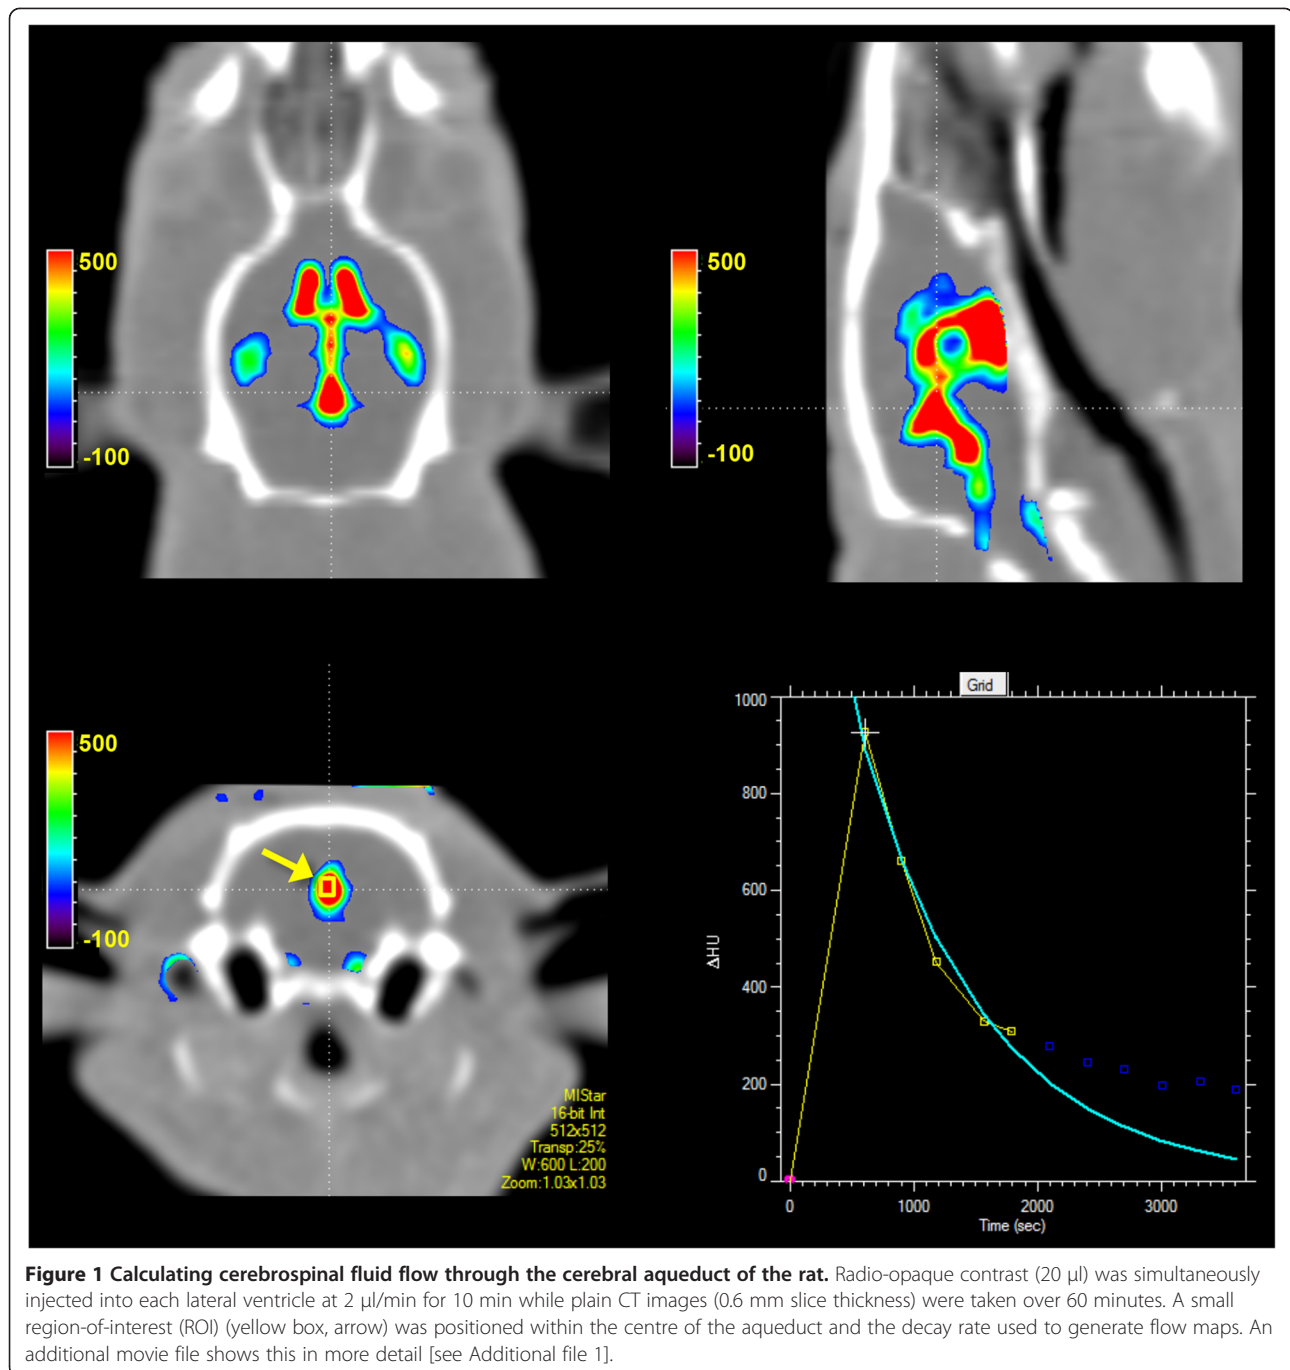 500
-100
500
-100
500
-100
MIStar
16-bit Int
512x512
Transp:25%
W:600 L:200
Zoom:1.03x1.03
Grid
1000
800
600
400
200
0
ΔHU
0 1000 2000 3000
Time (sec)
Figure 1 Calculating cerebrospinal fluid flow through the cerebral aqueduct of the rat. Radio-opaque contrast (20 μl) was simultaneously
injected into each lateral ventricle at 2 μl/min for 10 min while plain CT images (0.6 mm slice thickness) were taken over 60 minutes. A small
region-of-interest (ROI) (yellow box, arrow) was positioned within the centre of the aqueduct and the decay rate used to generate flow maps. An
additional movie file shows this in more detail [see Additional file 1].